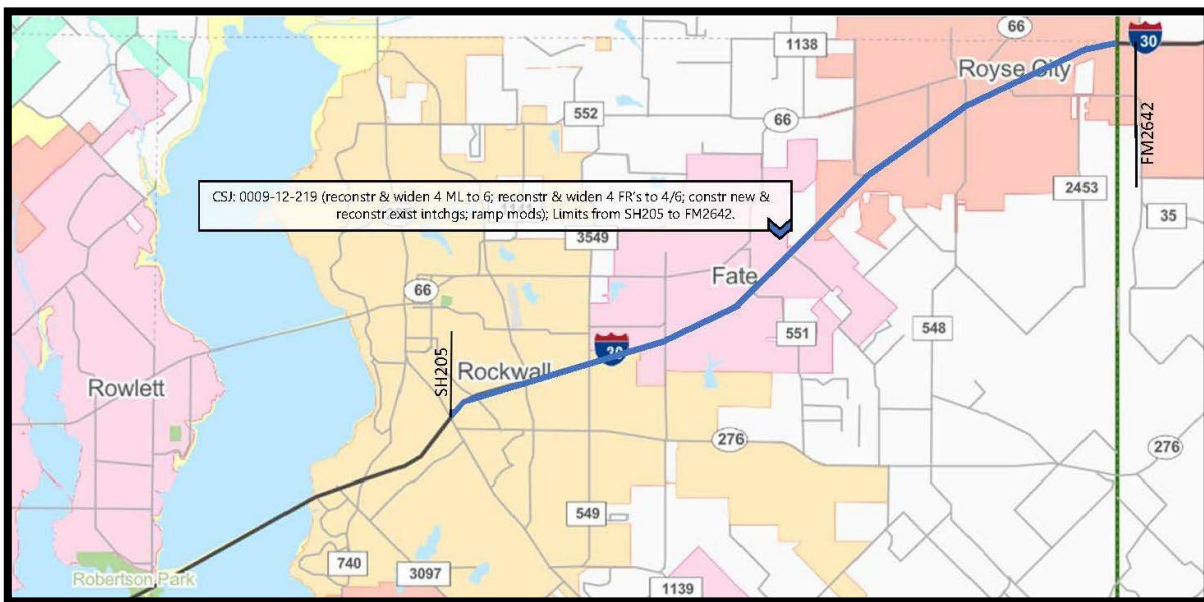 66
30
1138
Royse City
552
66
FM2642
CSJ: 0009-12-219 (reconstr & widen 4 ML to 6; reconstr & widen 4 FR's to 4/6; constr new &
reconstr exist intchgs; ramp mods); Limits from SH205 to FM2642.
2453
35
3549
Fate
66
551
548
30
SH205
Rockwall
Rowlett
276
276
549
740
3097
Robertson Park
1139